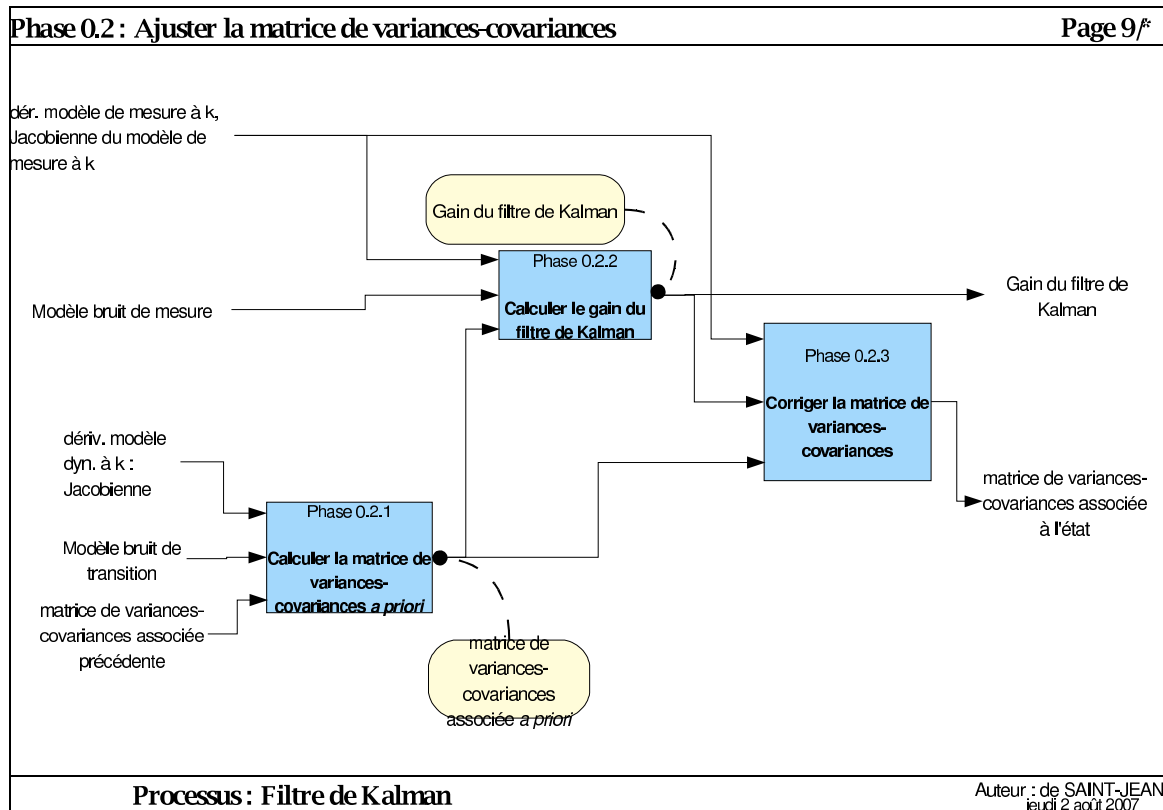 Phase 0.2 : Ajuster la matrice de variances-covariances
Page 9/
dér. modèle de mesure à k,
Jacobienne du modèle de
mesure à k
Gain du filtre de Kalman
Phase 0.2.2
Calculer le gain du
filtre de Kalman
Modèle bruit de mesure
Gain du filtre de
Kalman
Phase 0.2.3
Corriger la matrice de
variances-
covariances
dériv. modèle
dyn. à k :
Jacobienne
matrice de variances-
covariances associée
à l'état
Phase 0.2.1
Calculer la matrice de
variances-
covariances a priori
Modèle bruit de
transition
matrice de variances-
covariances associée
précédente
matrice de
variances-
covariances
associée a priori
Processus : Filtre de Kalman
Auteur : de SAINT-JEAN
jeudi 2 août 2007